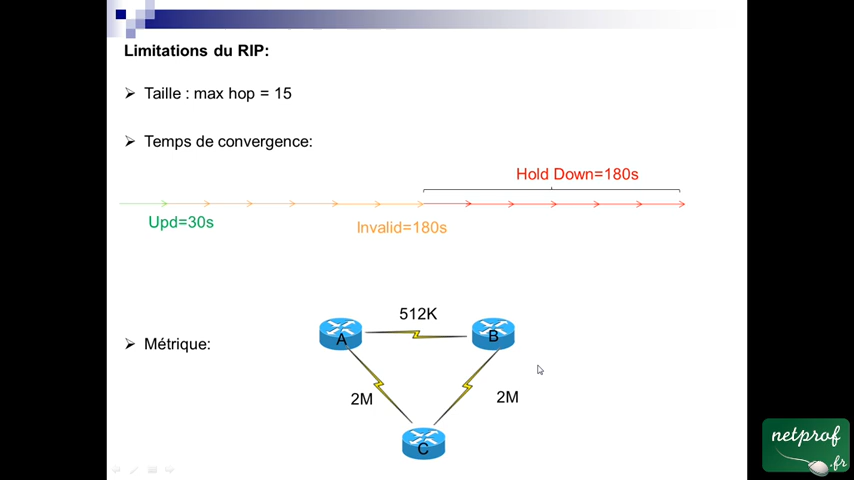 Limitations du RIP:
Taille : max hop = 15
Temps de convergence:
Hold Down=180s
Upd=30s
Invalid=180s
512K
A
B
Métrique:
2M
2M
C
netprof
.fr